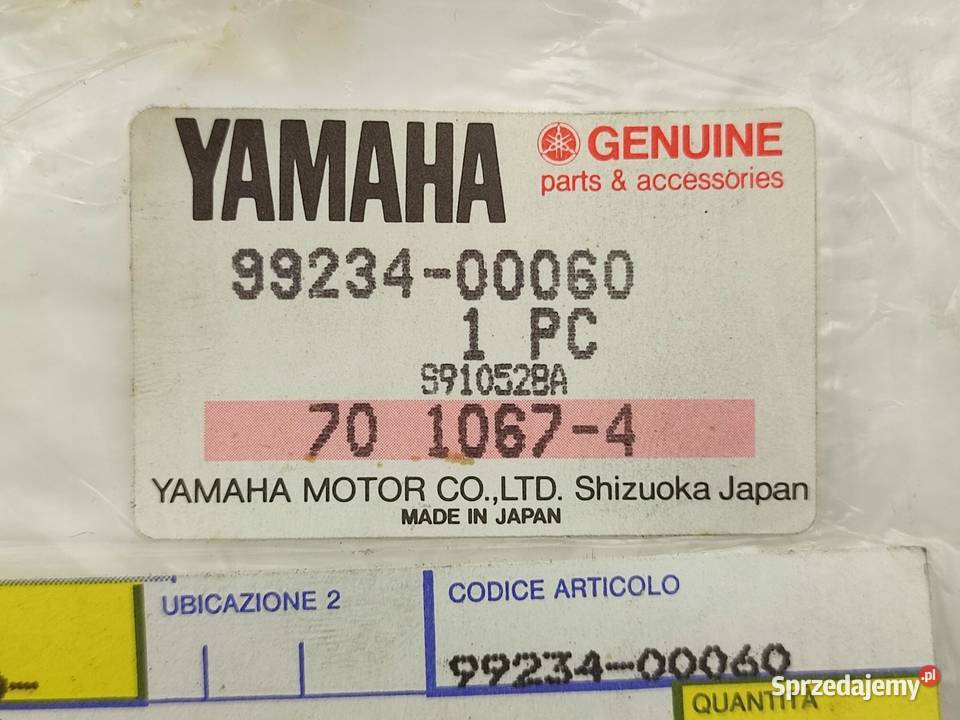 YAMAHA
GENUINE
parts & accessories
99234-00060
1 PC
S910528A
70 1067-4
YAMAHA MOTOR CO.,LTD. Shizuoka Japan
MADE IN JAPAN
UBICAZIONE 2
CODICE ARTICOLO
99234-00060
QUANTITÀ
Sprzedajemy.pl